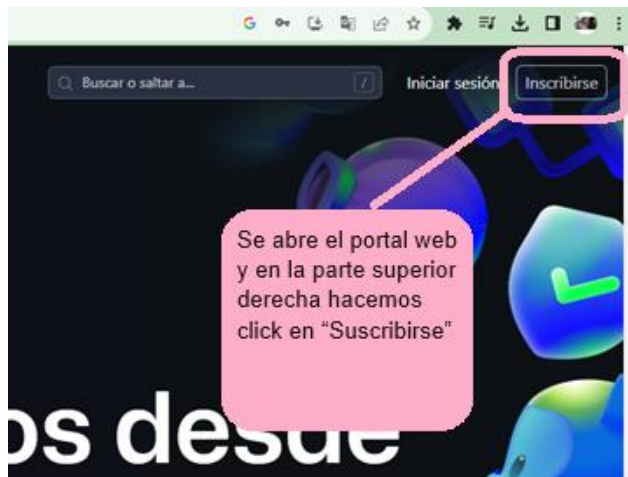 Buscar o saltar a...
/
Iniciar sesión
Inscribirse
Se abre el portal web
y en la parte superior
derecha hacemos
click en “Suscribirse”
os desde